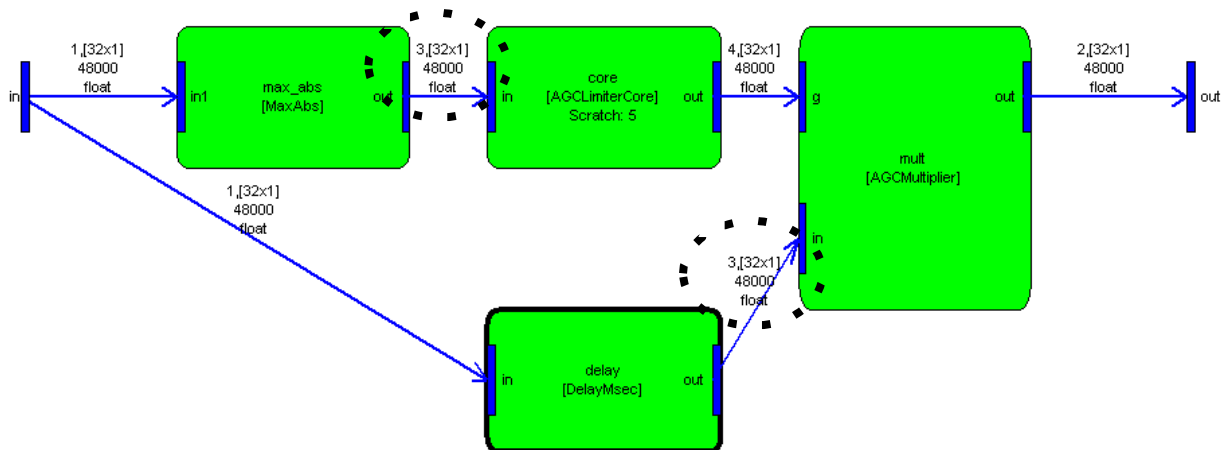 1,[32x1]
48000
float
in
in1
max_abs
[MaxAbs]
out
3,[32x1]
48000
float
in
core
[AGCLimiterCore]
Scratch: 5
out
4,[32x1]
48000
float
g
in
mult
[AGCMultiplier]
out
2,[32x1]
48000
float
out
1,[32x1]
48000
float
in
delay
[DelayMsec]
out
3,[32x1]
48000
float